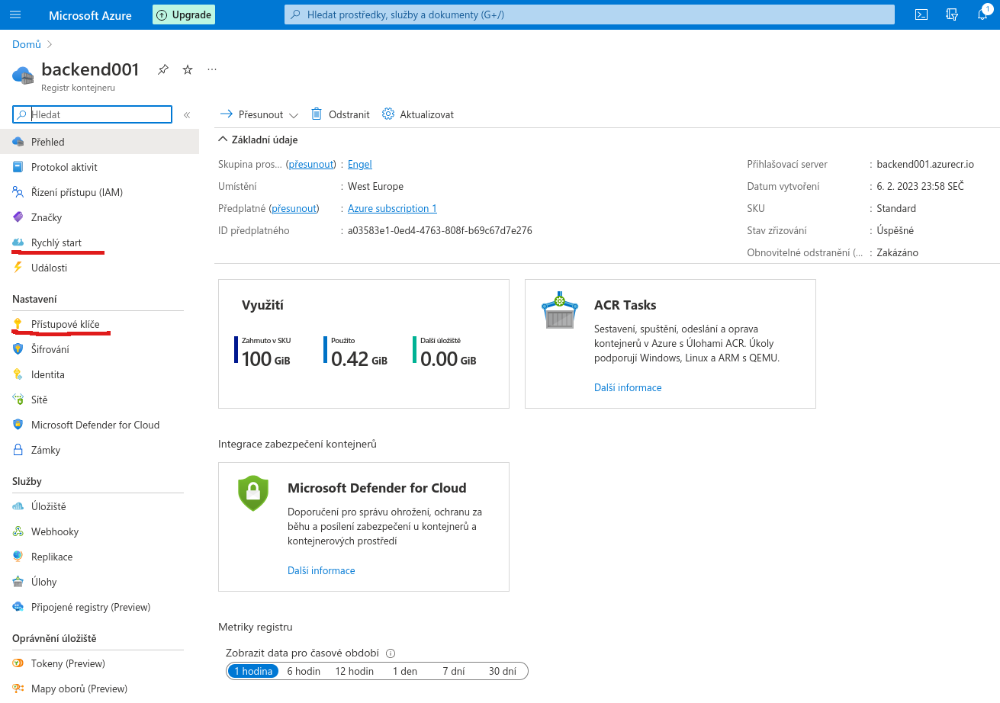 Microsoft Azure
Upgrade
Hledat prostředky, služby a dokumenty (G+/)
1
Domů
backend001
Registr kontejneru
Hledat
Přehled
Protokol aktivit
Řízení přístupu (IAM)
Značky
Rychlý start
Události
Nastavení
Přístupové klíče
Šifrování
Identita
Sítě
Microsoft Defender for Cloud
Zámky
Služby
Úložiště
Webhooky
Replikace
Úlohy
Připojené registry (Preview)
Oprávnění úložiště
Tokeny (Preview)
Mapy oborů (Preview)
Přesunout Odstranit Aktualizovat
Základní údaje
Skupina pros... (přesunout) : Engel
Umístění : West Europe
Předplatné (přesunout) : Azure subscription 1
ID předplatného : a03583e1-0ed4-4763-808f-b69c67d7e276
Přihlašovací server : backend001.azurecr.io
Datum vytvoření : 6. 2. 2023 23:58 SEČ
SKU : Standard
Stav zřizování : Úspěšné
Obnovitelné odstranění (... : Zakázáno
Využití
Zahrnuto v SKU
100 GiB
Použito
0.42 GiB
Další úložiště
0.00 GiB
ACR Tasks
Sestavení, spuštění, odeslání a oprava
kontejnerů v Azure s Úlohami ACR. Úkoly
podporují Windows, Linux a ARM s QEMU.
Další informace
Integrace zabezpečení kontejnerů
Microsoft Defender for Cloud
Doporučení pro správu ohrožení, ochranu za
běhu a posílení zabezpečení u kontejnerů a
kontejnerových prostředí
Další informace
Metriky registru
Zobrazit data pro časové období
1 hodina 6 hodin 12 hodin 1 den 7 dní 30 dní